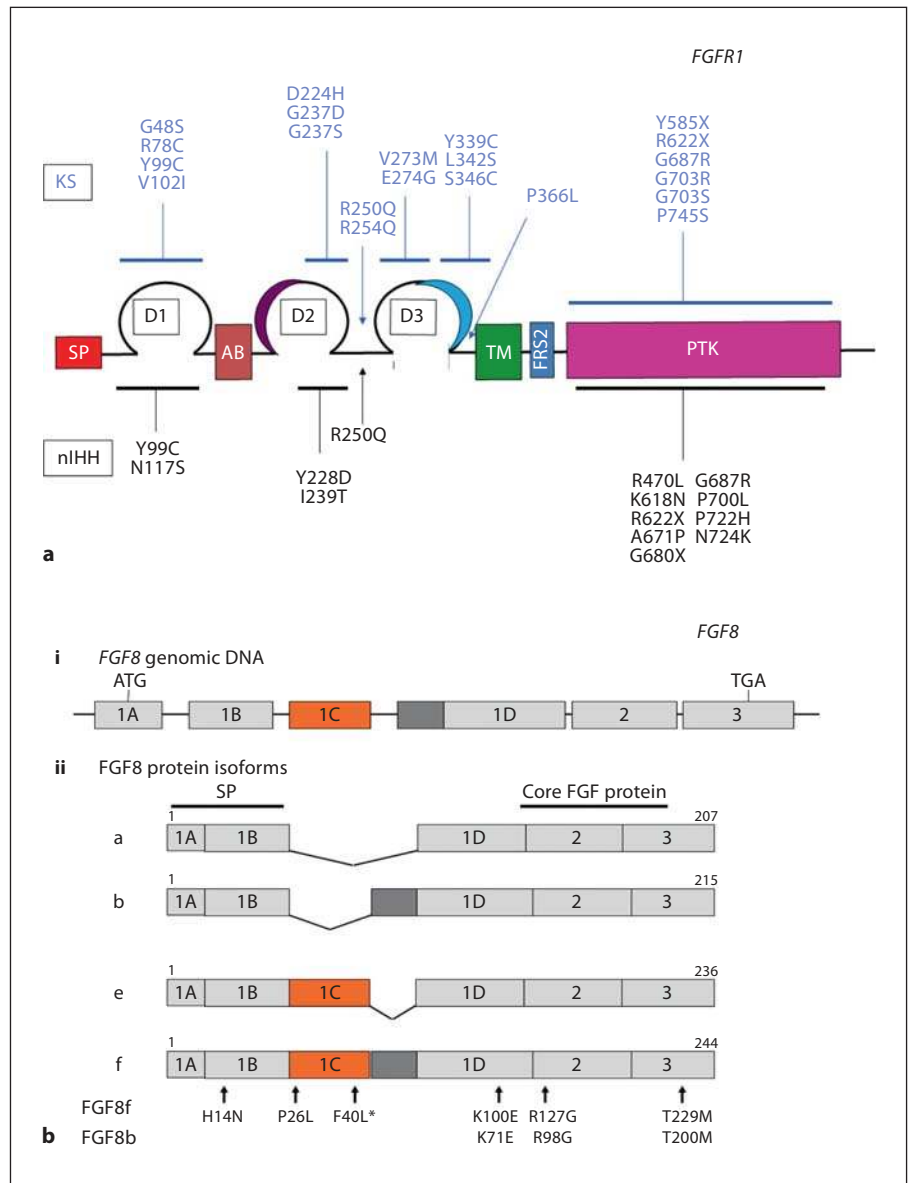 FGFR1
D224H
G237D
G237S
G48S
R78C
Y99C
V102I
Y339C
L342S
S346C
V273M
E274G
Y585X
R622X
G687R
G703R
G703S
P745S
KS
R250Q
R254Q
P366L
D1
D2
D3
SP
AB
TM
FRS2
PTK
nIHH
Y99C
N117S
R250Q
Y228D
I239T
R470L G687R
K618N P700L
R622X P722H
A671P N724K
G680X
a
FGF8
i FGF8 genomic DNA
ATG TGA
1A 1B 1C 1D 2 3
ii FGF8 protein isoforms
SP Core FGF protein
1 207
a 1A 1B 1D 2 3
1 215
b 1A 1B 1D 2 3
1 236
e 1A 1B 1C 1D 2 3
1 244
f 1A 1B 1C 1D 2 3
FGF8f H14N P26L F40L* K100E R127G T229M
b FGF8b K71E R98G T200M